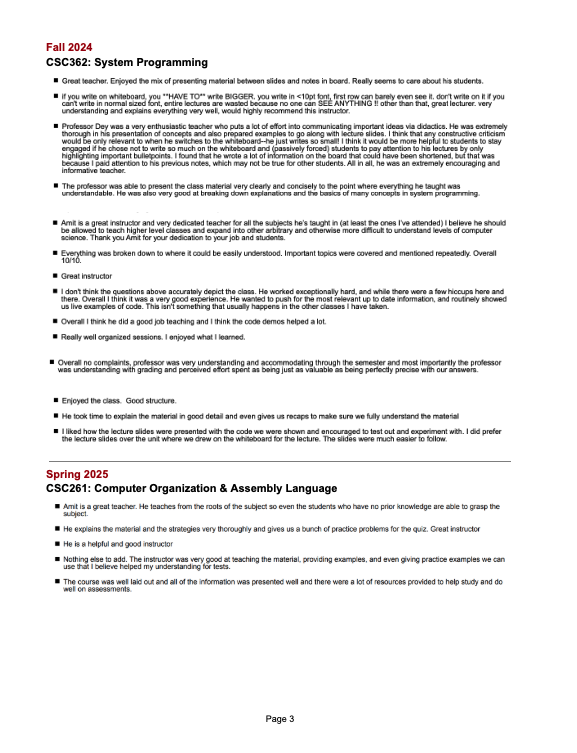 Fall 2024
CSC362: System Programming
■ Great teacher. Enjoyed the mix of presenting material between slides and notes in board. Really seems to care about his students.
■ if you write on whiteboard, you **HAVE TO** write BIGGER, you write in <10pt font, first row can barely even see it, don't write on it if you
can't write in normal sized font, entire lectures are wasted because no one can SEE ANYTHING !! other than that, great lecturer. very
understanding and explains everything very well, would highly recommend this instructor.
■ Professor Dey was a very enthusiastic teacher who puts a lot of effort into communicating important ideas via didactics. He was extremely
thorough in his presentation of concepts and also prepared examples to go along with lecture slides. I think that any constructive criticism
would be only relevant to when he switches to the whiteboard--he just writes so small! I think it would be more helpful to students to stay
engaged if he chose not to write so much on the whiteboard and (passively forced) students to pay attention to his lectures by only
highlighting important bulletpoints. I found that he wrote a lot of information on the board that could have been shortened, but that was
because I paid attention to his previous notes, which may not be true for other students. All in all, he was an extremely encouraging and
informative teacher.
■ The professor was able to present the class material very clearly and concisely to the point where everything he taught was
understandable. He was also very good at breaking down explanations and the basics of many concepts in system programming.
■ Amit is a great instructor and very dedicated teacher for all the subjects he's taught in (at least the ones I've attended) I believe he should
be allowed to teach higher level classes and expand into other arbitrary and otherwise more difficult to understand levels of computer
science. Thank you Amit for your dedication to your job and students.
■ Everything was broken down to where it could be easily understood. Important topics were covered and mentioned repeatedly. Overall
10/10.
■ Great instructor
■ I don't think the questions above accurately depict the class. He worked exceptionally hard, and while there were a few hiccups here and
there. Overall I think it was a very good experience. He wanted to push for the most relevant up to date information, and routinely showed
us live examples of code. This isn't something that usually happens in the other classes I have taken.
■ Overall I think he did a good job teaching and I think the code demos helped a lot.
■ Really well organized sessions. I enjoyed what I learned.
■ Overall no complaints, professor was very understanding and accommodating through the semester and most importantly the professor
was understanding with grading and perceived effort spent as being just as valuable as being perfectly precise with our answers.
■ Enjoyed the class. Good structure.
■ He took time to explain the material in good detail and even gives us recaps to make sure we fully understand the material
■ I liked how the lecture slides were presented with the code we were shown and encouraged to test out and experiment with. I did prefer
the lecture slides over the unit where we drew on the whiteboard for the lecture. The slides were much easier to follow.
Spring 2025
CSC261: Computer Organization & Assembly Language
■ Amit is a great teacher. He teaches from the roots of the subject so even the students who have no prior knowledge are able to grasp the
subject.
■ He explains the material and the strategies very thoroughly and gives us a bunch of practice problems for the quiz. Great instructor
■ He is a helpful and good instructor
■ Nothing else to add. The instructor was very good at teaching the material, providing examples, and even giving practice examples we can
use that I believe helped my understanding for tests.
■ The course was well laid out and all of the information was presented well and there were a lot of resources provided to help study and do
well on assessments.
Page 3